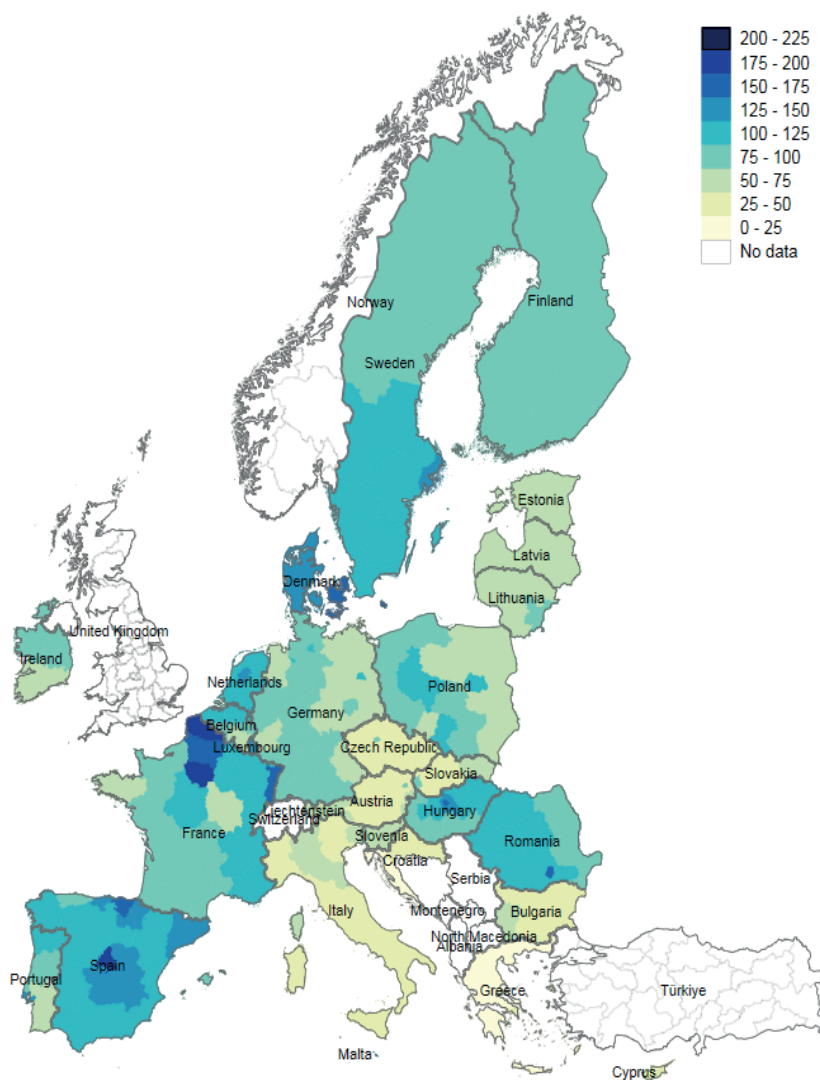 200 - 225
175 - 200
150 - 175
125 - 150
100 - 125
75 - 100
50 - 75
25 - 50
0 - 25
No data
Norway
Finland
Sweden
Estonia
Latvia
Denmark
Lithuania
United Kingdom
Ireland
Netherlands
Poland
Germany
Belgium
Luxembourg
Czech Republic
Slovakia
Austria
Liechtenstein
Switzerland
Hungary
France
Slovenia
Romania
Croatia
Serbia
Italy
Montenegro
Bulgaria
North Macedonia
Albania
Spain
Portugal
Greece
Türkiye
Malta
Cyprus